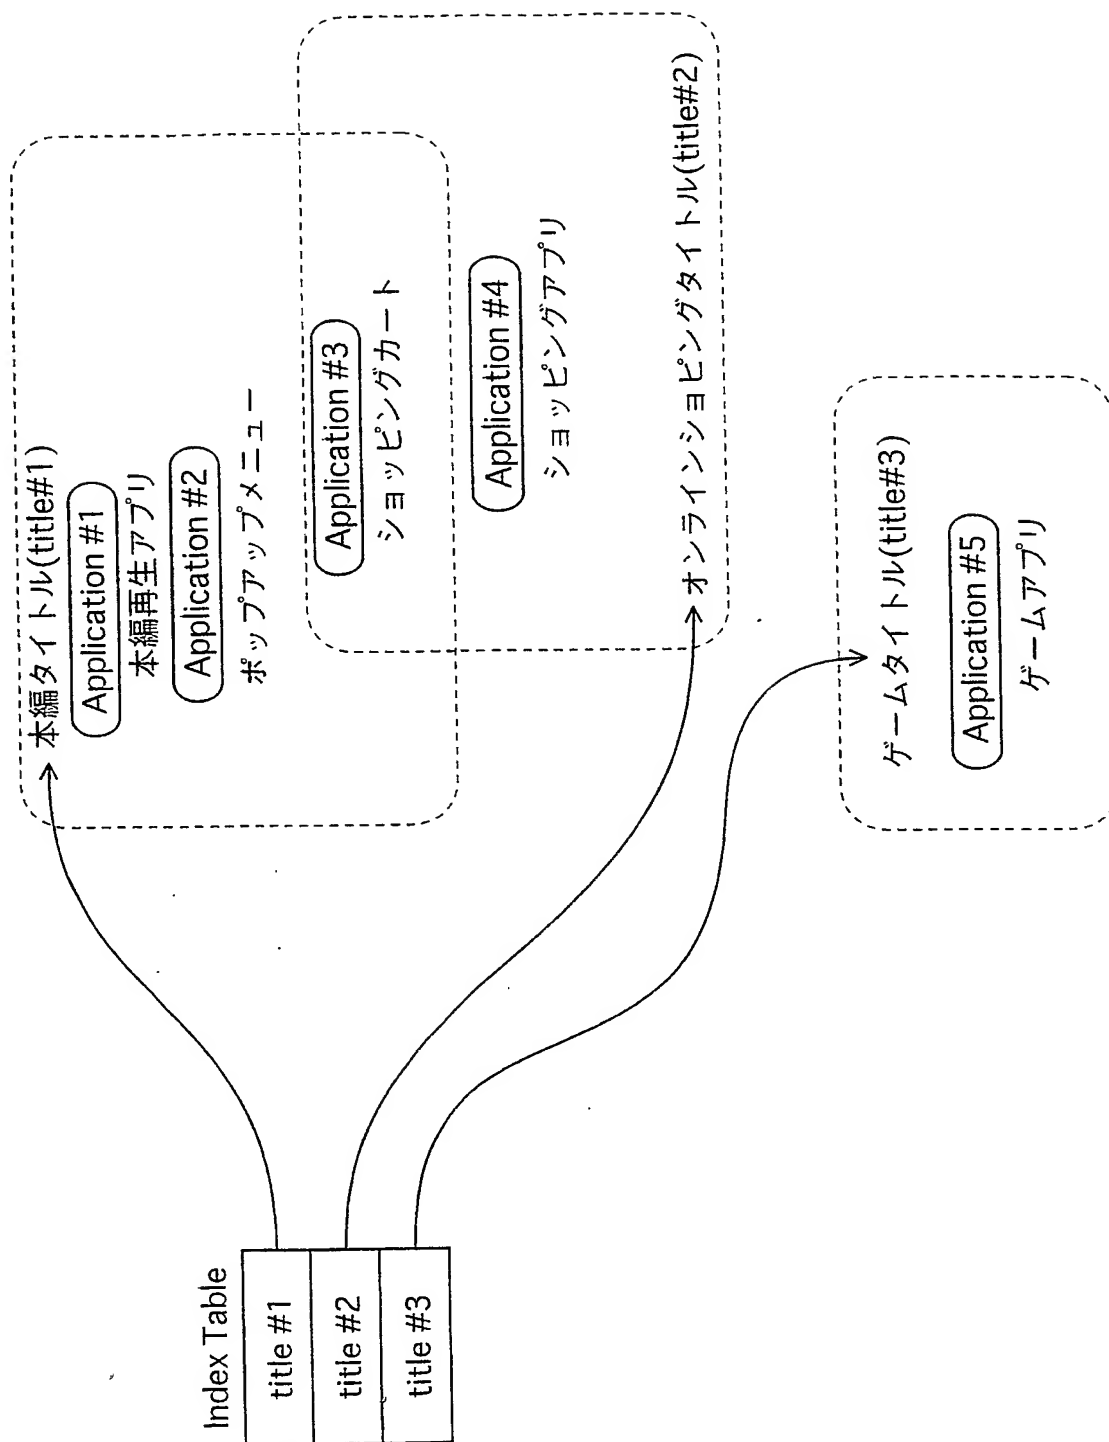 Index Table
title #1
title #2
title #3
本編タイトル(title#1)
Application #1
本編再生アプリ
Application #2
ポップアップメニュー
Application #3
ショッピングカート
Application #4
ショッピングアプリ
オンラインショピングタイトル(title#2)
ゲームタイトル(title#3)
Application #5
ゲームアプリ